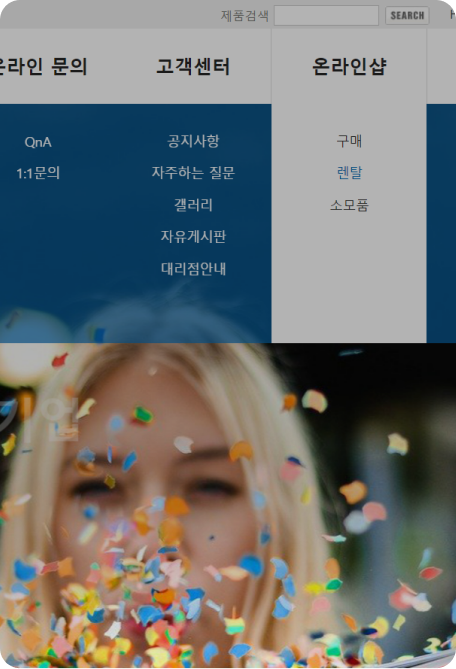 제품검색 SEARCH
온라인 문의 고객센터 온라인샵
QnA 공지사항 구매
1:1문의 자주하는 질문 렌탈
갤러리 소모품
자유게시판
대리점안내
기업